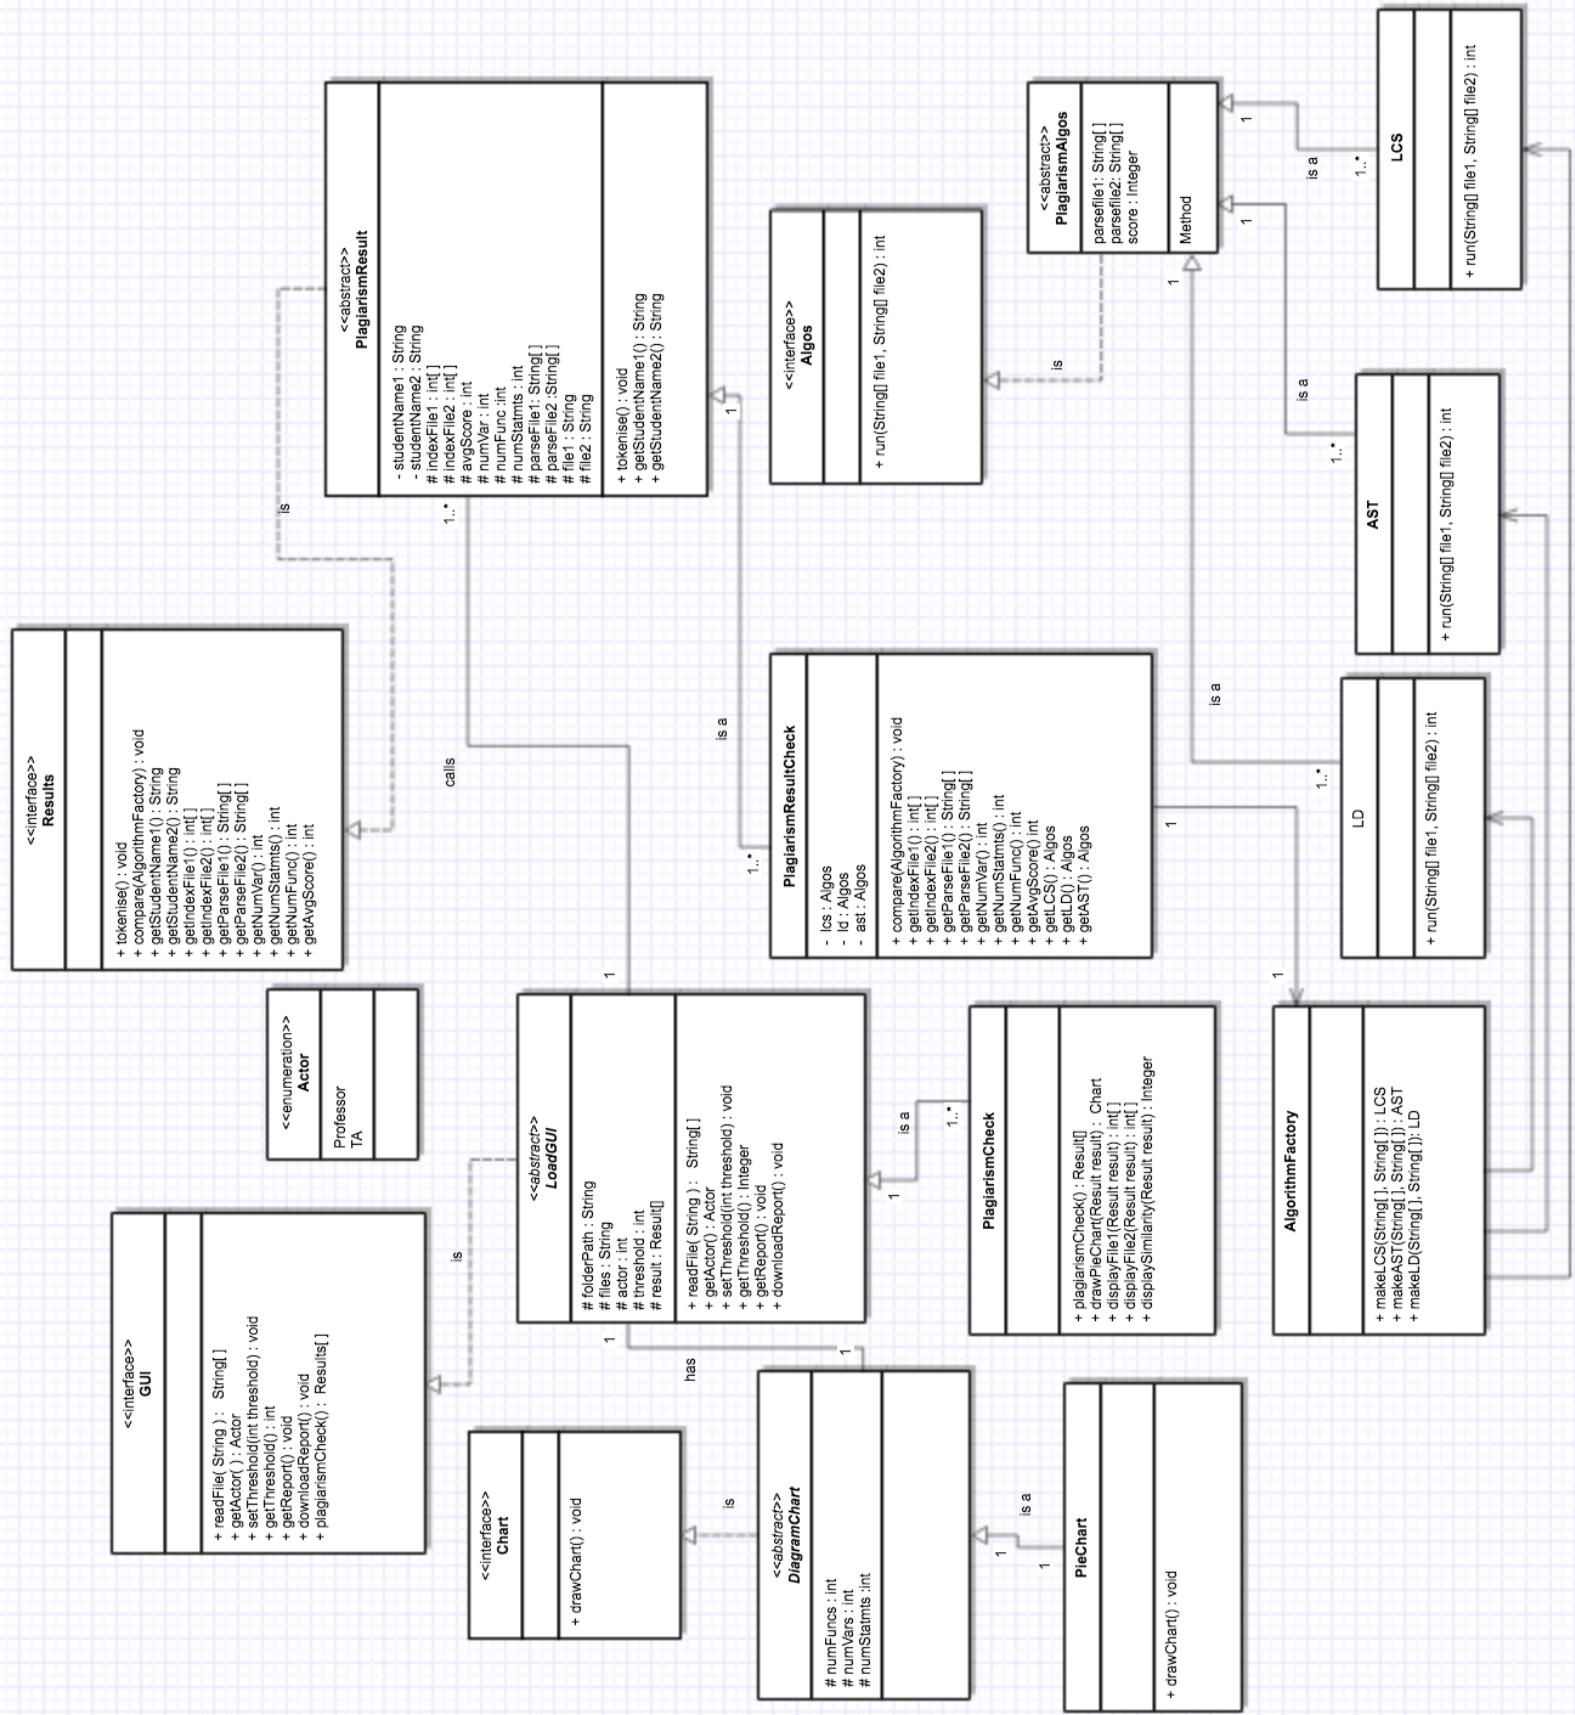 <<interface>>
GUI
+ readFile( String ) :   String[ ]
+ getActor( ) : Actor
+ setThreshold(int threshold) : void
+ getThreshold() : int
+ getReport() : void
+ downloadReport() : void
+ plagiarismCheck() :  Results[ ]
<<enumeration>>
Actor
Professor
TA
<<interface>>
Results
+ tokenise() : void
+ compare(AlgorithmFactory) : void
+ getStudentName1() : String
+ getStudentName2() : String
+ getIndexFile1() : int[ ]
+ getIndexFile2() : int[ ]
+ getParseFile1() : String[ ]
+ getParseFile2() : String[ ]
+ getNumVar() : int
+ getNumStatmts() : int
+ getNumFunc() : int
+ getAvgScore() : int
is
<<abstract>>
PlagiarismResult
- studentName1 : String
- studentName2 : String
# indexFile1 : int[ ]
# indexFile2 : int[ ]
# avgScore : int
# numVar : int
# numFunc :int
# numStatmts : int
# parseFile1: String[ ]
# parseFile2 :String[ ]
# file1 : String
# file2 : String
+ tokenise() : void
+ getStudentName1() : String
+ getStudentName2() : String
is
<<interface>>
Chart
+ drawChart() : void
<<abstract>>
LoadGUI
# folderPath : String
# files : String
# actor : int
# threshold : int
# result : Result[]
+ readFile( String ) :   String[ ]
+ getActor() : Actor
+ setThreshold(int threshold) : void
+ getThreshold() : Integer
+ getReport() : void
+ downloadReport() : void
1
has
1
1
calls
1..*
is
<<abstract>>
DiagramChart
# numFuncs : int
# numVars : int
# numStatmts :int
1
is a
1
PieChart
+ drawChart() : void
1
is a
1..*
PlagiarismCheck
+ plagiarismCheck() : Result[]
+ drawPieChart(Result result) :  Chart
+ displayFile1(Result result) : int[ ]
+ displayFile2(Result result) : int[ ]
+ displaySimilarity(Result result) : Integer
1
is a
1..*
PlagiarismResultCheck
- lcs : Algos
- ld : Algos
- ast : Algos
+ compare(AlgorithmFactory) : void
+ getIndexFile1() : int[ ]
+ getIndexFile2() : int[ ]
+ getParseFile1() : String[ ]
+ getParseFile2() : String[ ]
+ getNumVar() : int
+ getNumStatmts() : int
+ getNumFunc() : int
+ getAvgScore() int
+ getLCS() : Algos
+ getLD() : Algos
+ getAST() : Algos
<<interface>>
Algos
+ run(String[] file1, String[] file2) : int
is
<<abstract>>
PlagiarismAlgos
parsefile1: String[ ]
parsefile2: String[ ]
score : Integer
Method
1
1
AlgorithmFactory
+ makeLCS(String[ ], String[ ]) : LCS
+ makeAST(String[ ], String[ ]) : AST
+ makeLD(String[ ], String[ ]): LD
1
is a
1..*
LD
+ run(String[] file1, String[] file2) : int
1
is a
1..*
AST
+ run(String[] file1, String[] file2) : int
1
is a
1..*
LCS
+ run(String[] file1, String[] file2) : int